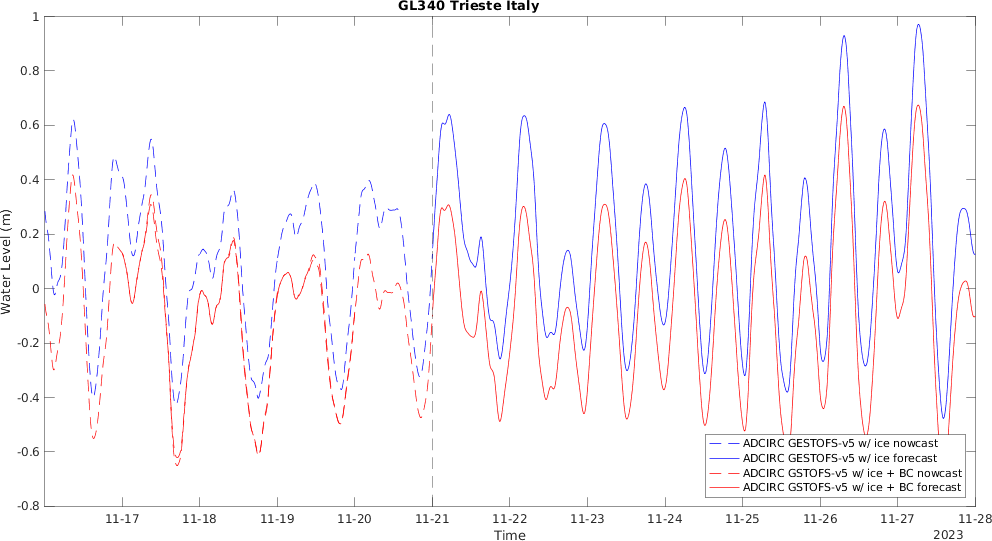 GL340 Trieste Italy
1
0.8
0.6
0.4
0.2
0
-0.2
-0.4
-0.6
-0.8
Water Level (m)
ADCIRC GESTOFS-v5 w/ ice nowcast
ADCIRC GESTOFS-v5 w/ ice forecast
ADCIRC GSTOFS-v5 w/ ice + BC nowcast
ADCIRC GSTOFS-v5 w/ ice + BC forecast
11-17 11-18 11-19 11-20 11-21 11-22 11-23 11-24 11-25 11-26 11-27 11-28
Time
2023